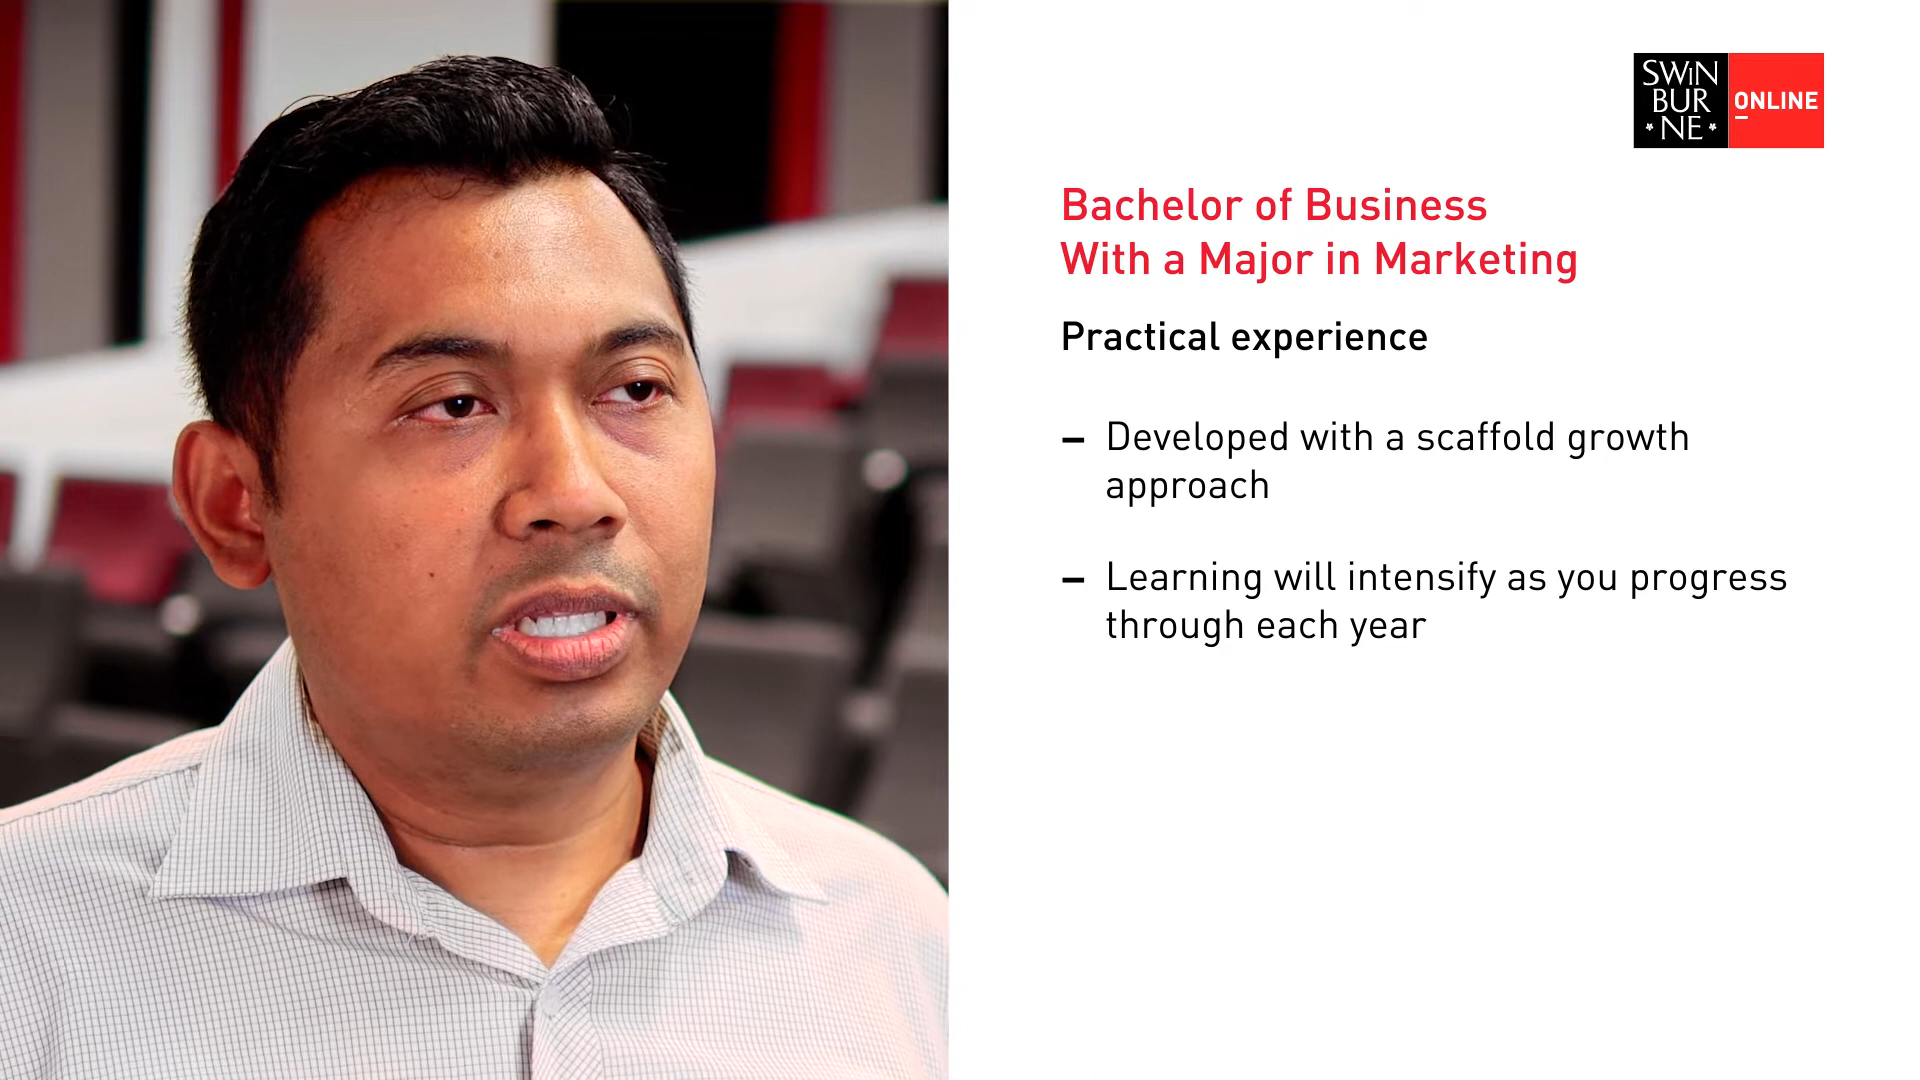 SWiN
BUR
NE
ONLINE
Bachelor of Business
With a Major in Marketing
Practical experience
– Developed with a scaffold growth
approach
– Learning will intensify as you progress
through each year